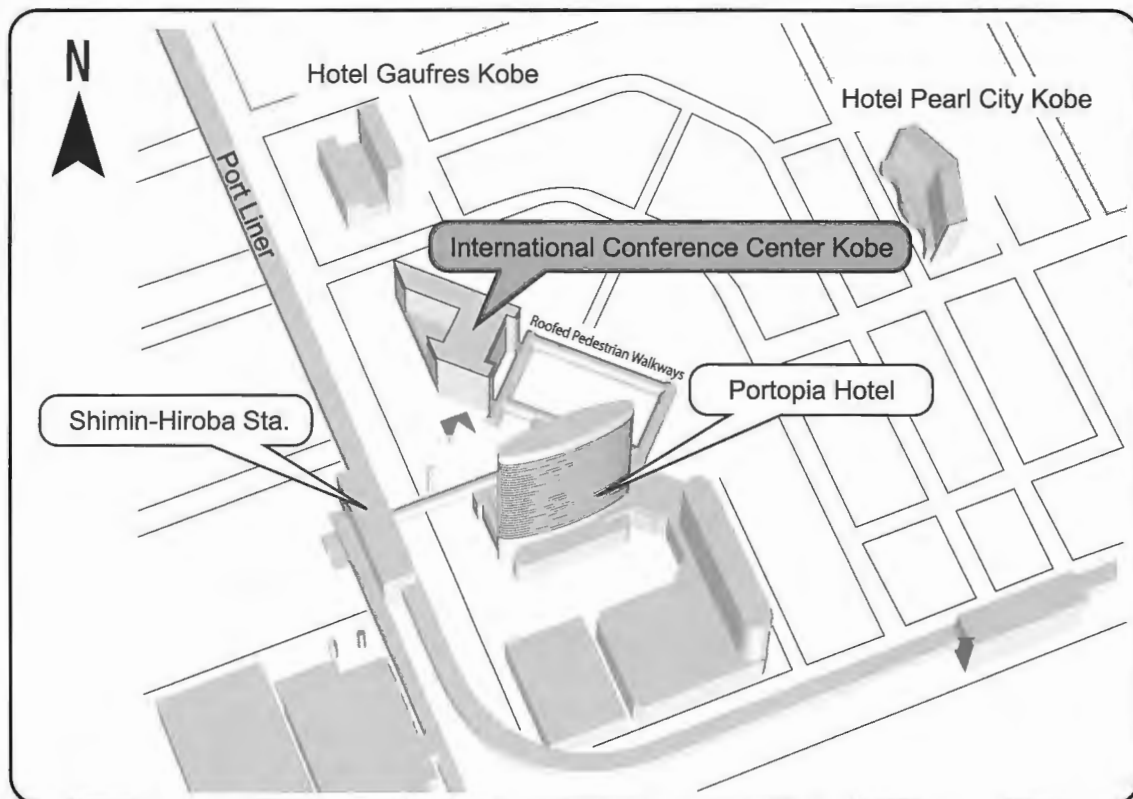 N
Hotel Gaufres Kobe
Hotel Pearl City Kobe
Port Liner
International Conference Center Kobe
Roofed Pedestrian Walkways
Portopia Hotel
Shimin-Hiroba Sta.